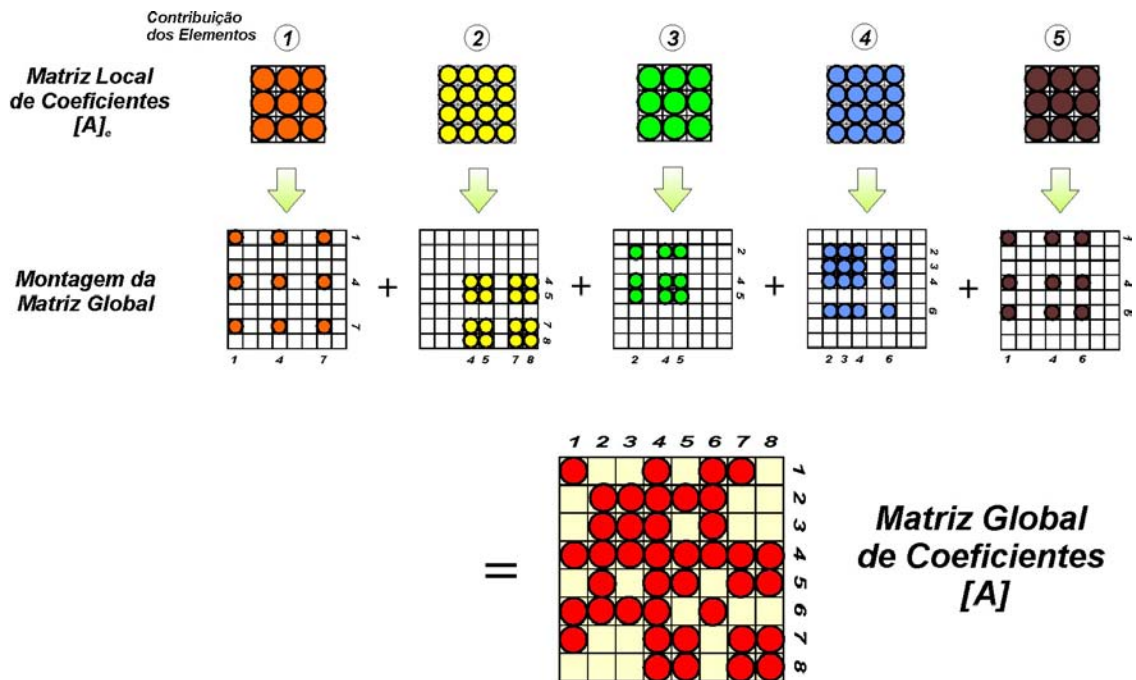 Contribuição
dos Elementos
1 2 3 4 5
Matriz Local
de Coeficientes
[A]e
Montagem da
Matriz Global
1
4
7
1 4 7
+
4
5
7
8
4 5 7 8
+
2
4
5
2 4 5
+
2
3
4
6
2 3 4 6
+
1
4
1 4 6
=
1 2 3 4 5 6 7 8
1
2
3
4
5
6
7
8
Matriz Global
de Coeficientes
[A]